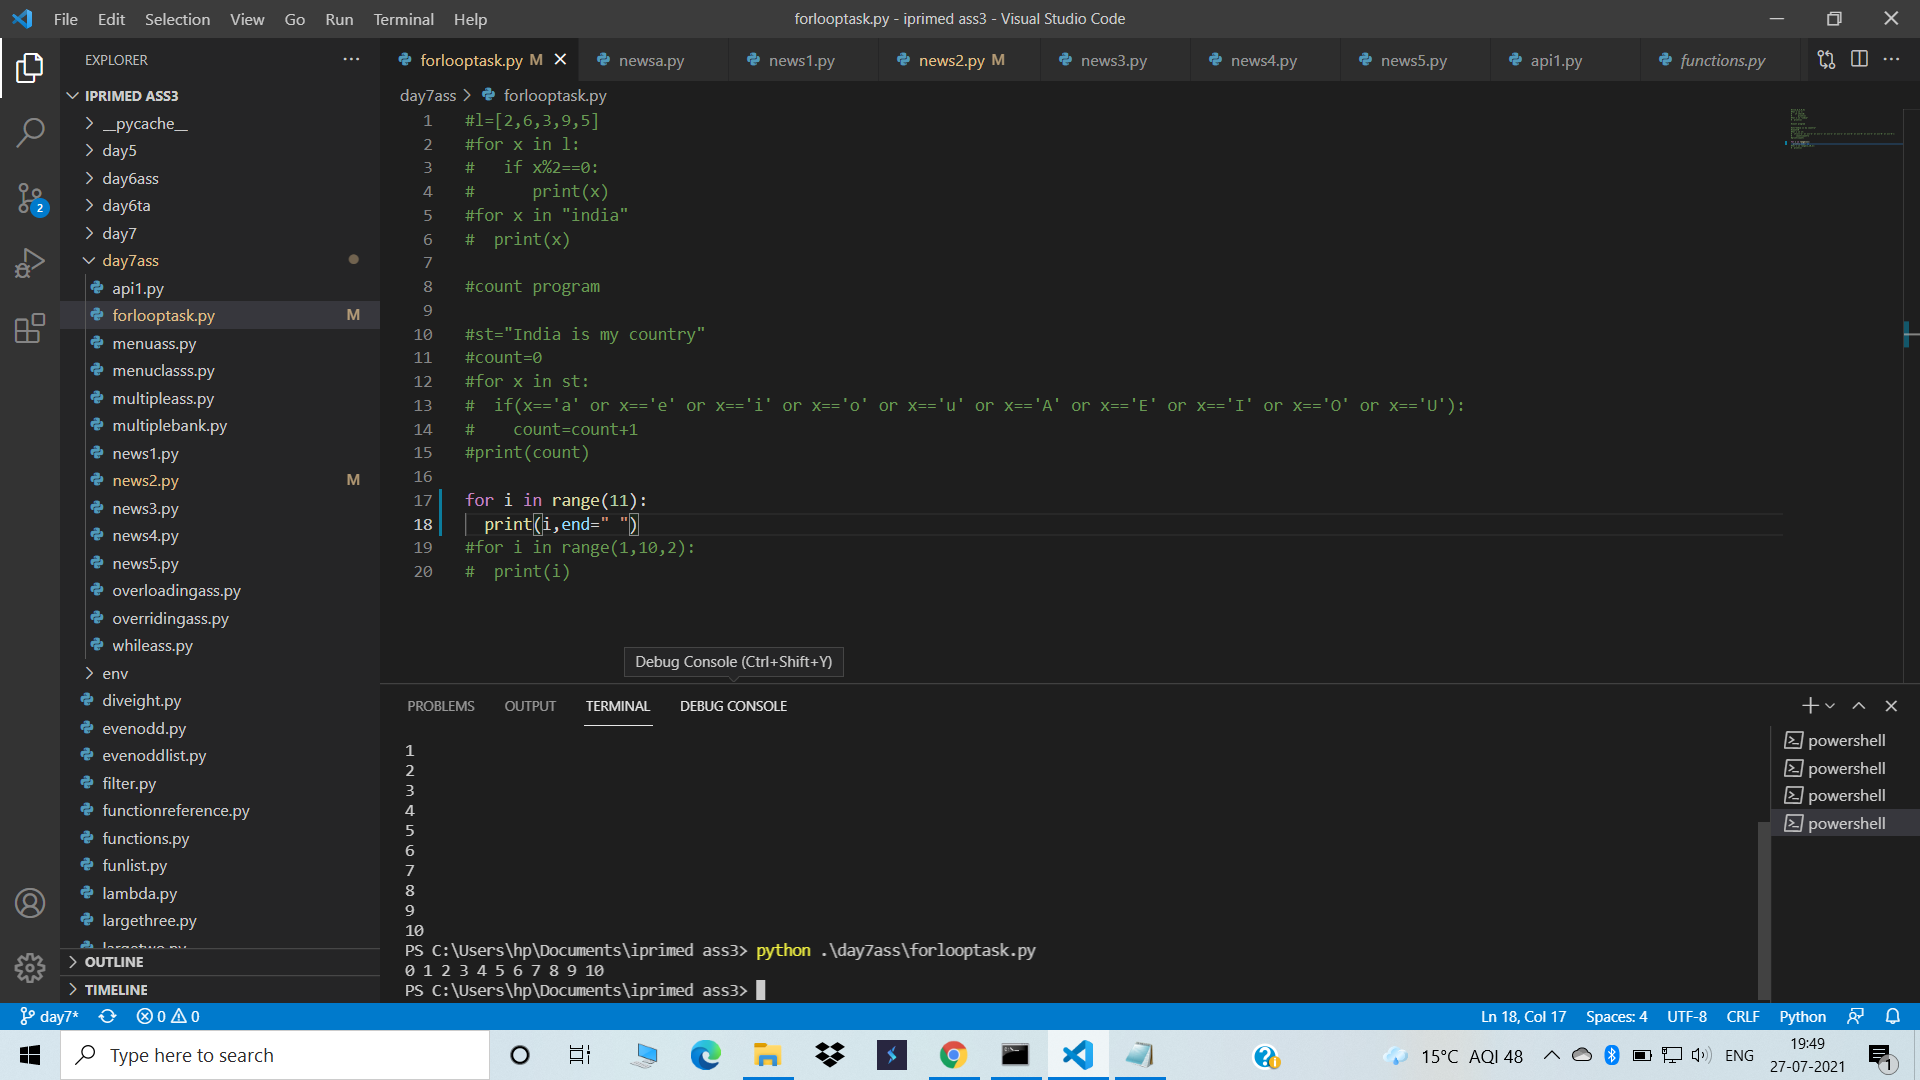 File Edit Selection View Go Run Terminal Help
forlooptask.py - iprimed ass3 - Visual Studio Code
EXPLORER
forlooptask.py M
newsa.py
news1.py
news2.py M
news3.py
news4.py
news5.py
api1.py
functions.py
IPRIMED ASS3
__pycache__
day5
day6ass
day6ta
day7
day7ass
api1.py
forlooptask.py M
menuass.py
menuclasss.py
multipleass.py
multiplebank.py
news1.py
news2.py M
news3.py
news4.py
news5.py
overloadingass.py
overridingass.py
whileass.py
env
diveight.py
evenodd.py
evenoddlist.py
filter.py
functionreference.py
functions.py
funlist.py
lambda.py
largethree.py
largetwo.py
OUTLINE
TIMELINE
2
day7ass > forlooptask.py
1 #l=[2,6,3,9,5]
2 #for x in l:
3 #   if x%2==0:
4 #      print(x)
5 #for x in "india"
6 #  print(x)
7
8 #count program
9
10 #st="India is my country"
11 #count=0
12 #for x in st:
13 #  if(x=='a' or x=='e' or x=='i' or x=='o' or x=='u' or x=='A' or x=='E' or x=='I' or x=='O' or x=='U'):
14 #    count=count+1
15 #print(count)
16
17 for i in range(11):
18   print(i,end=" ")
19 #for i in range(1,10,2):
20 #  print(i)
Debug Console (Ctrl+Shift+Y)
PROBLEMS OUTPUT TERMINAL DEBUG CONSOLE
1
2
3
4
5
6
7
8
9
10
PS C:\Users\hp\Documents\iprimed ass3> python .\day7ass\forlooptask.py
0 1 2 3 4 5 6 7 8 9 10
PS C:\Users\hp\Documents\iprimed ass3>
powershell
powershell
powershell
powershell
day7* 0 0
Ln 18, Col 17 Spaces: 4 UTF-8 CRLF Python
Type here to search
15°C AQI 48
ENG
19:49
27-07-2021
1